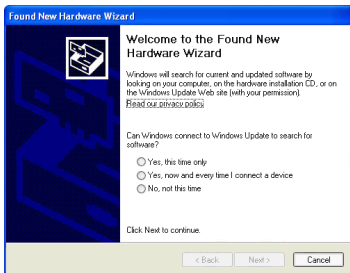 Found New Hardware Wizard
Welcome to the Found New
Hardware Wizard
Windows will search for current and updated software by
looking on your computer, on the hardware installation CD, or on
the Windows Update Web site (with your permission).
Read our privacy policy
Can Windows connect to Windows Update to search for
software?
Yes, this time only
Yes, now and every time I connect a device
No, not this time
Click Next to continue.
< Back
Next >
Cancel